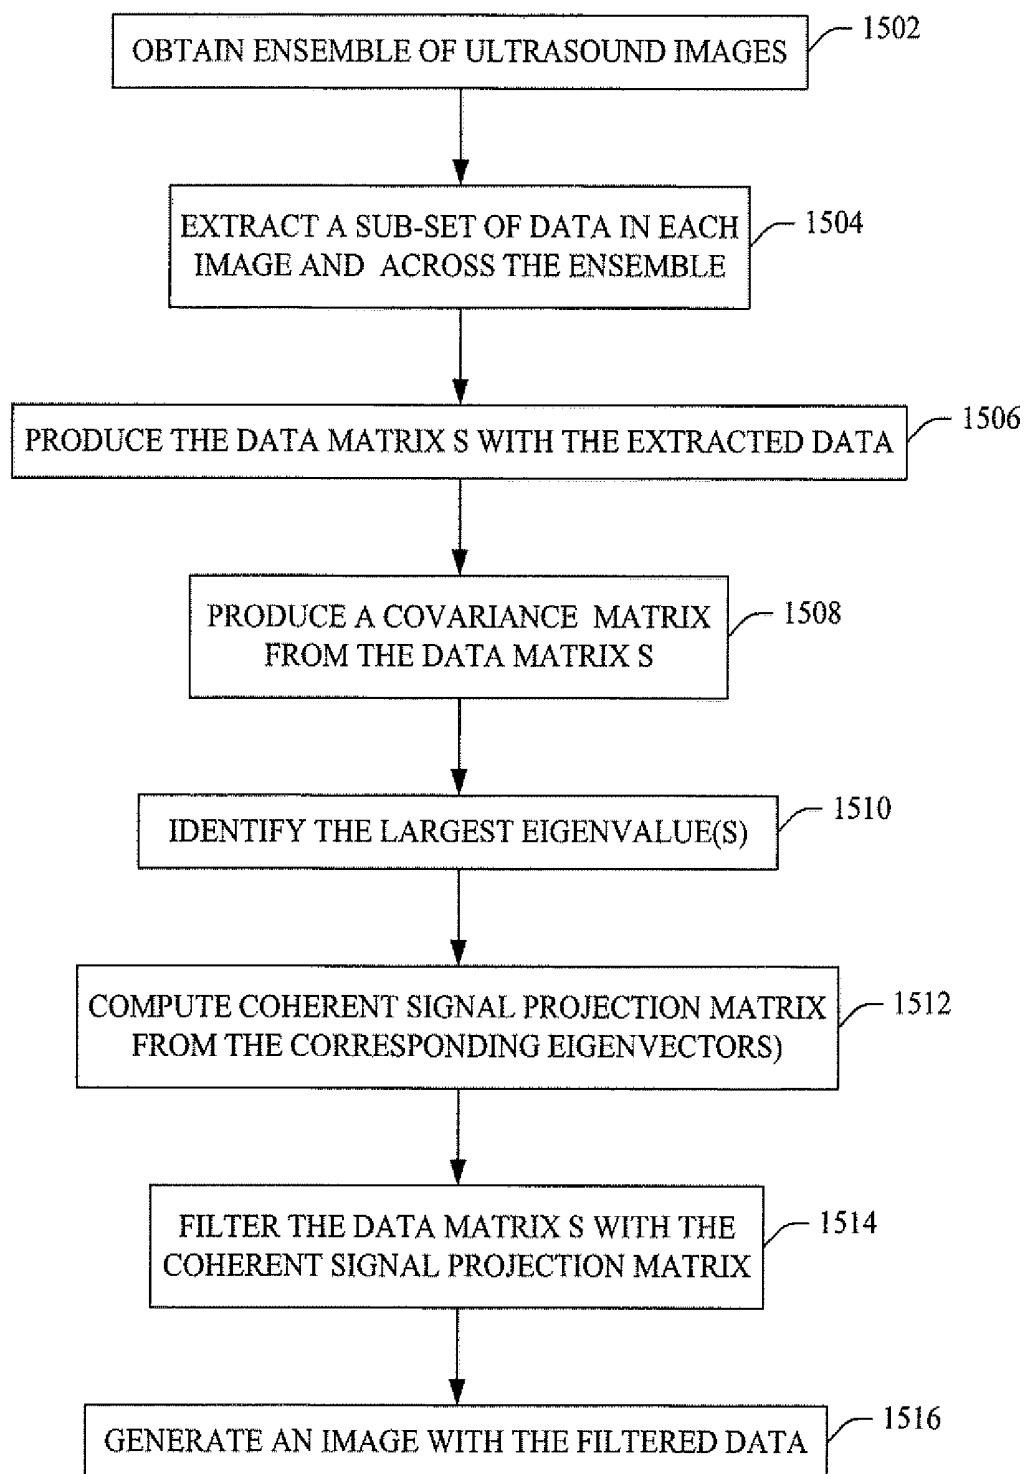 OBTAIN ENSEMBLE OF ULTRASOUND IMAGES
1502
EXTRACT A SUB-SET OF DATA IN EACH
IMAGE AND ACROSS THE ENSEMBLE
1504
PRODUCE THE DATA MATRIX S WITH THE EXTRACTED DATA
1506
PRODUCE A COVARIANCE MATRIX
FROM THE DATA MATRIX S
1508
IDENTIFY THE LARGEST EIGENVALUE(S)
1510
COMPUTE COHERENT SIGNAL PROJECTION MATRIX
FROM THE CORRESPONDING EIGENVECTORS)
1512
FILTER THE DATA MATRIX S WITH THE
COHERENT SIGNAL PROJECTION MATRIX
1514
GENERATE AN IMAGE WITH THE FILTERED DATA
1516